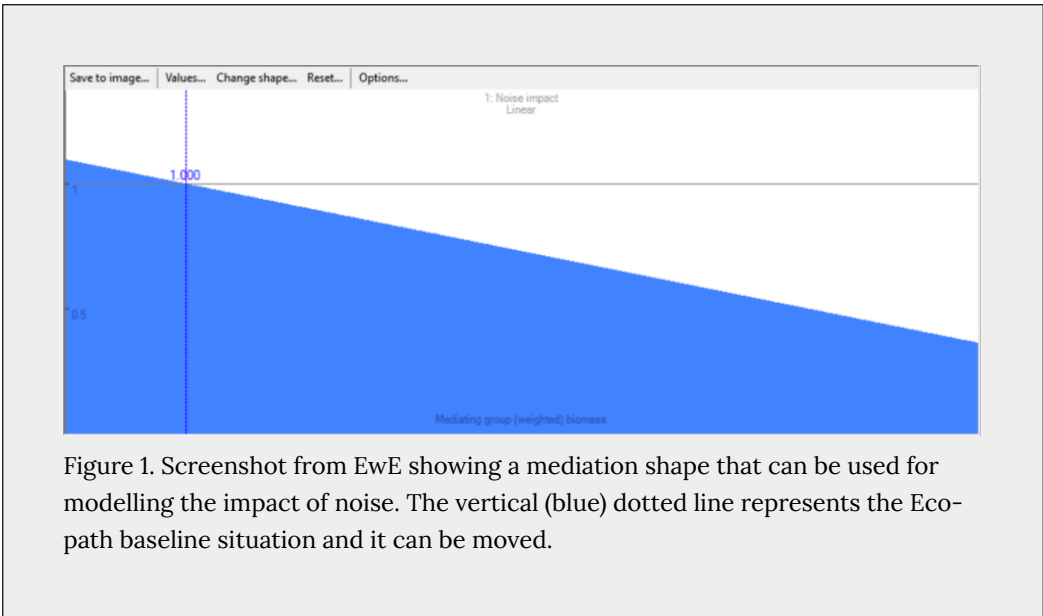 Save to image... Values... Change shape... Reset... Options...
1: Noise impact
Linear
1.000
1
0.5
Mediating group (weighted) biomass
Figure 1. Screenshot from EwE showing a mediation shape that can be used for
modelling the impact of noise. The vertical (blue) dotted line represents the Eco-
path baseline situation and it can be moved.